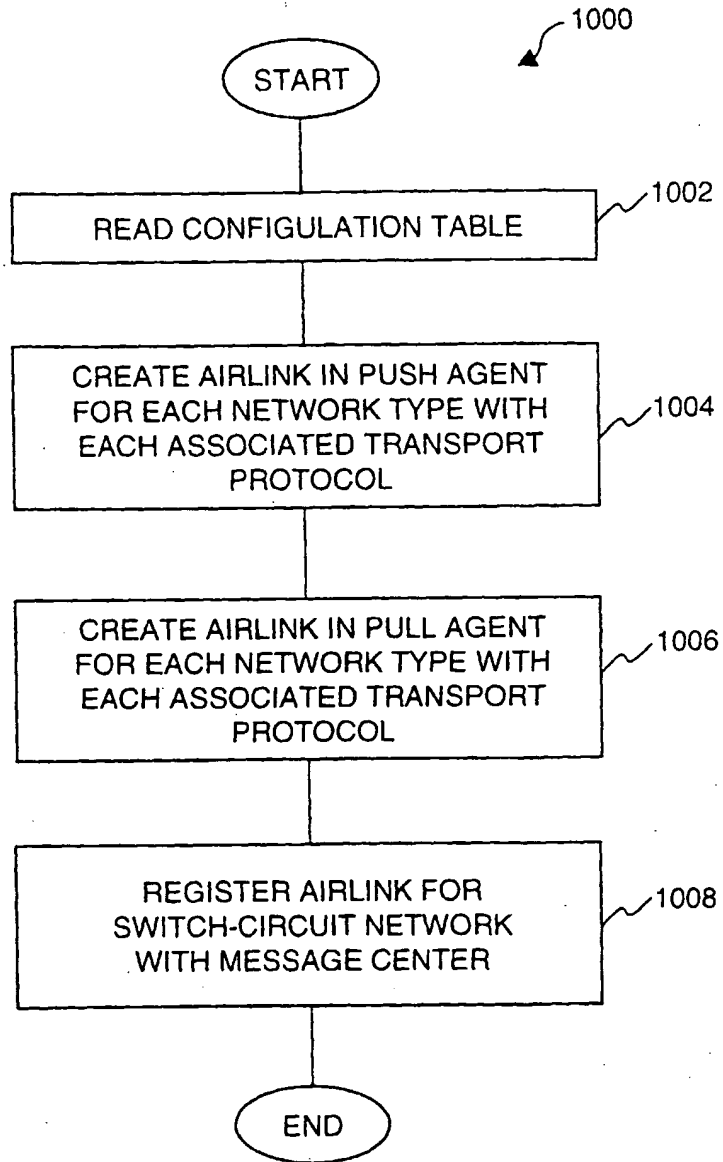 1000
START
READ CONFIGULATION TABLE
1002
CREATE AIRLINK IN PUSH AGENT
FOR EACH NETWORK TYPE WITH
EACH ASSOCIATED TRANSPORT
PROTOCOL
1004
CREATE AIRLINK IN PULL AGENT
FOR EACH NETWORK TYPE WITH
EACH ASSOCIATED TRANSPORT
PROTOCOL
1006
REGISTER AIRLINK FOR
SWITCH-CIRCUIT NETWORK
WITH MESSAGE CENTER
1008
END